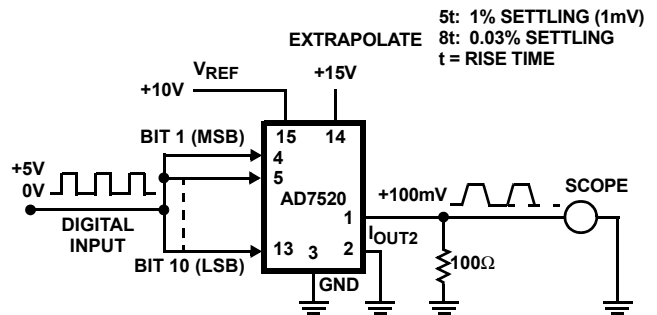 5t: 1% SETTLING (1mV)
EXTRAPOLATE 8t: 0.03% SETTLING
t = RISE TIME
VREF
+10V
+15V
BIT 1 (MSB)
15 14
+5V
0V
4
5
AD7520
+100mV
SCOPE
1
DIGITAL
INPUT
IOUT2
13 3 2
100Ω
BIT 10 (LSB)
GND